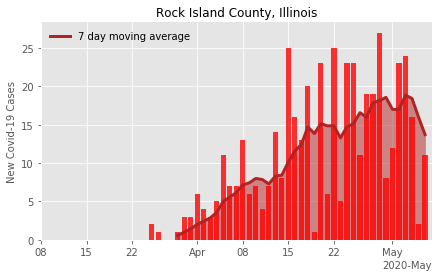 Rock Island County, Illinois
7 day moving average
New Covid-19 Cases
25
20
15
10
5
0
08 15 22 Apr 08 15 22 May
2020-May